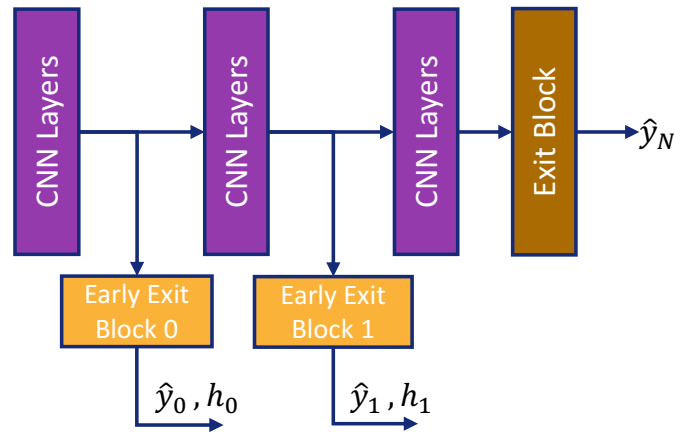 CNN Layers
CNN Layers
CNN Layers
Exit Block
ŷ_N
Early Exit
Block 0
Early Exit
Block 1
ŷ_0 , h_0
ŷ_1 , h_1